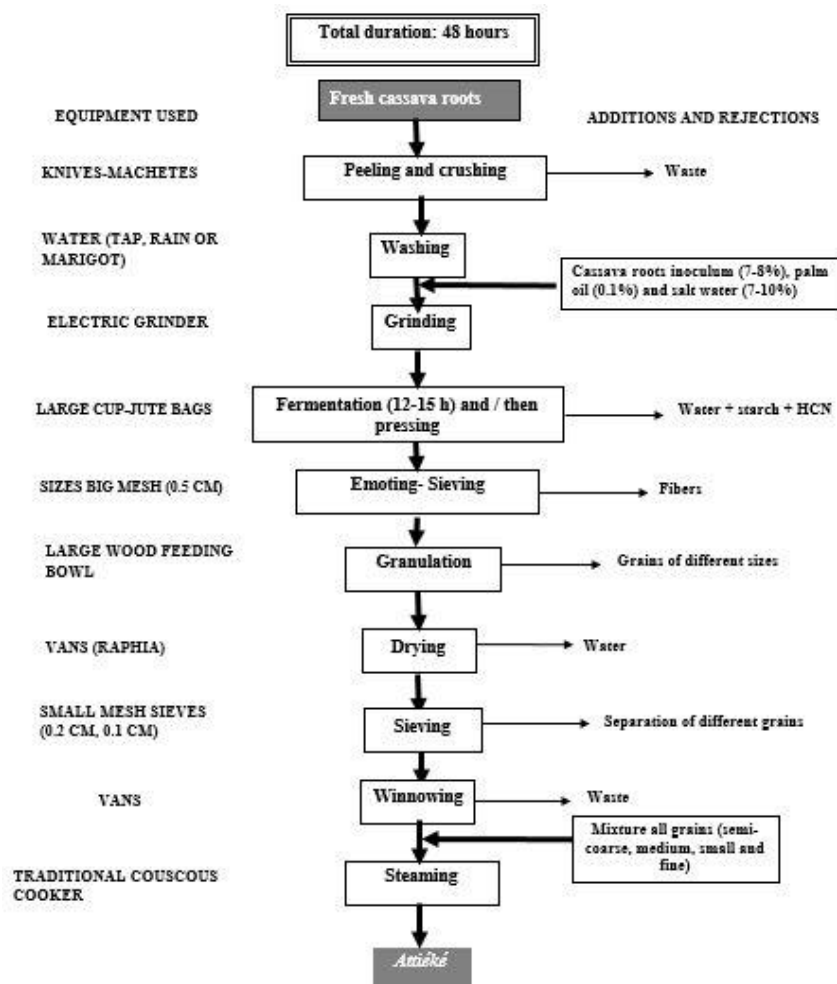 Total duration: 48 hours
Fresh cassava roots
EQUIPMENT USED
ADDITIONS AND REJECTIONS
KNIVES-MACHETES
Peeling and crushing
Waste
WATER (TAP, RAIN OR
MARIGOT)
Washing
Cassava roots inoculum (7-8%), palm
oil (0.1%) and salt water (7-10%)
ELECTRIC GRINDER
Grinding
LARGE CUP-JUTE BAGS
Fermentation (12-15 h) and / then
pressing
Water + starch + HCN
SIZES BIG MESH (0.5 CM)
Emoting- Sieving
Fibers
LARGE WOOD FEEDING
BOWL
Granulation
Grains of different sizes
VANS (RAPHIA)
Drying
Water
SMALL MESH SIEVES
(0.2 CM, 0.1 CM)
Sieving
Separation of different grains
VANS
Winnowing
Waste
Mixture all grains (semi-
coarse, medium, small and
fine)
TRADITIONAL COUSCOUS
COOKER
Steaming
Attiéké